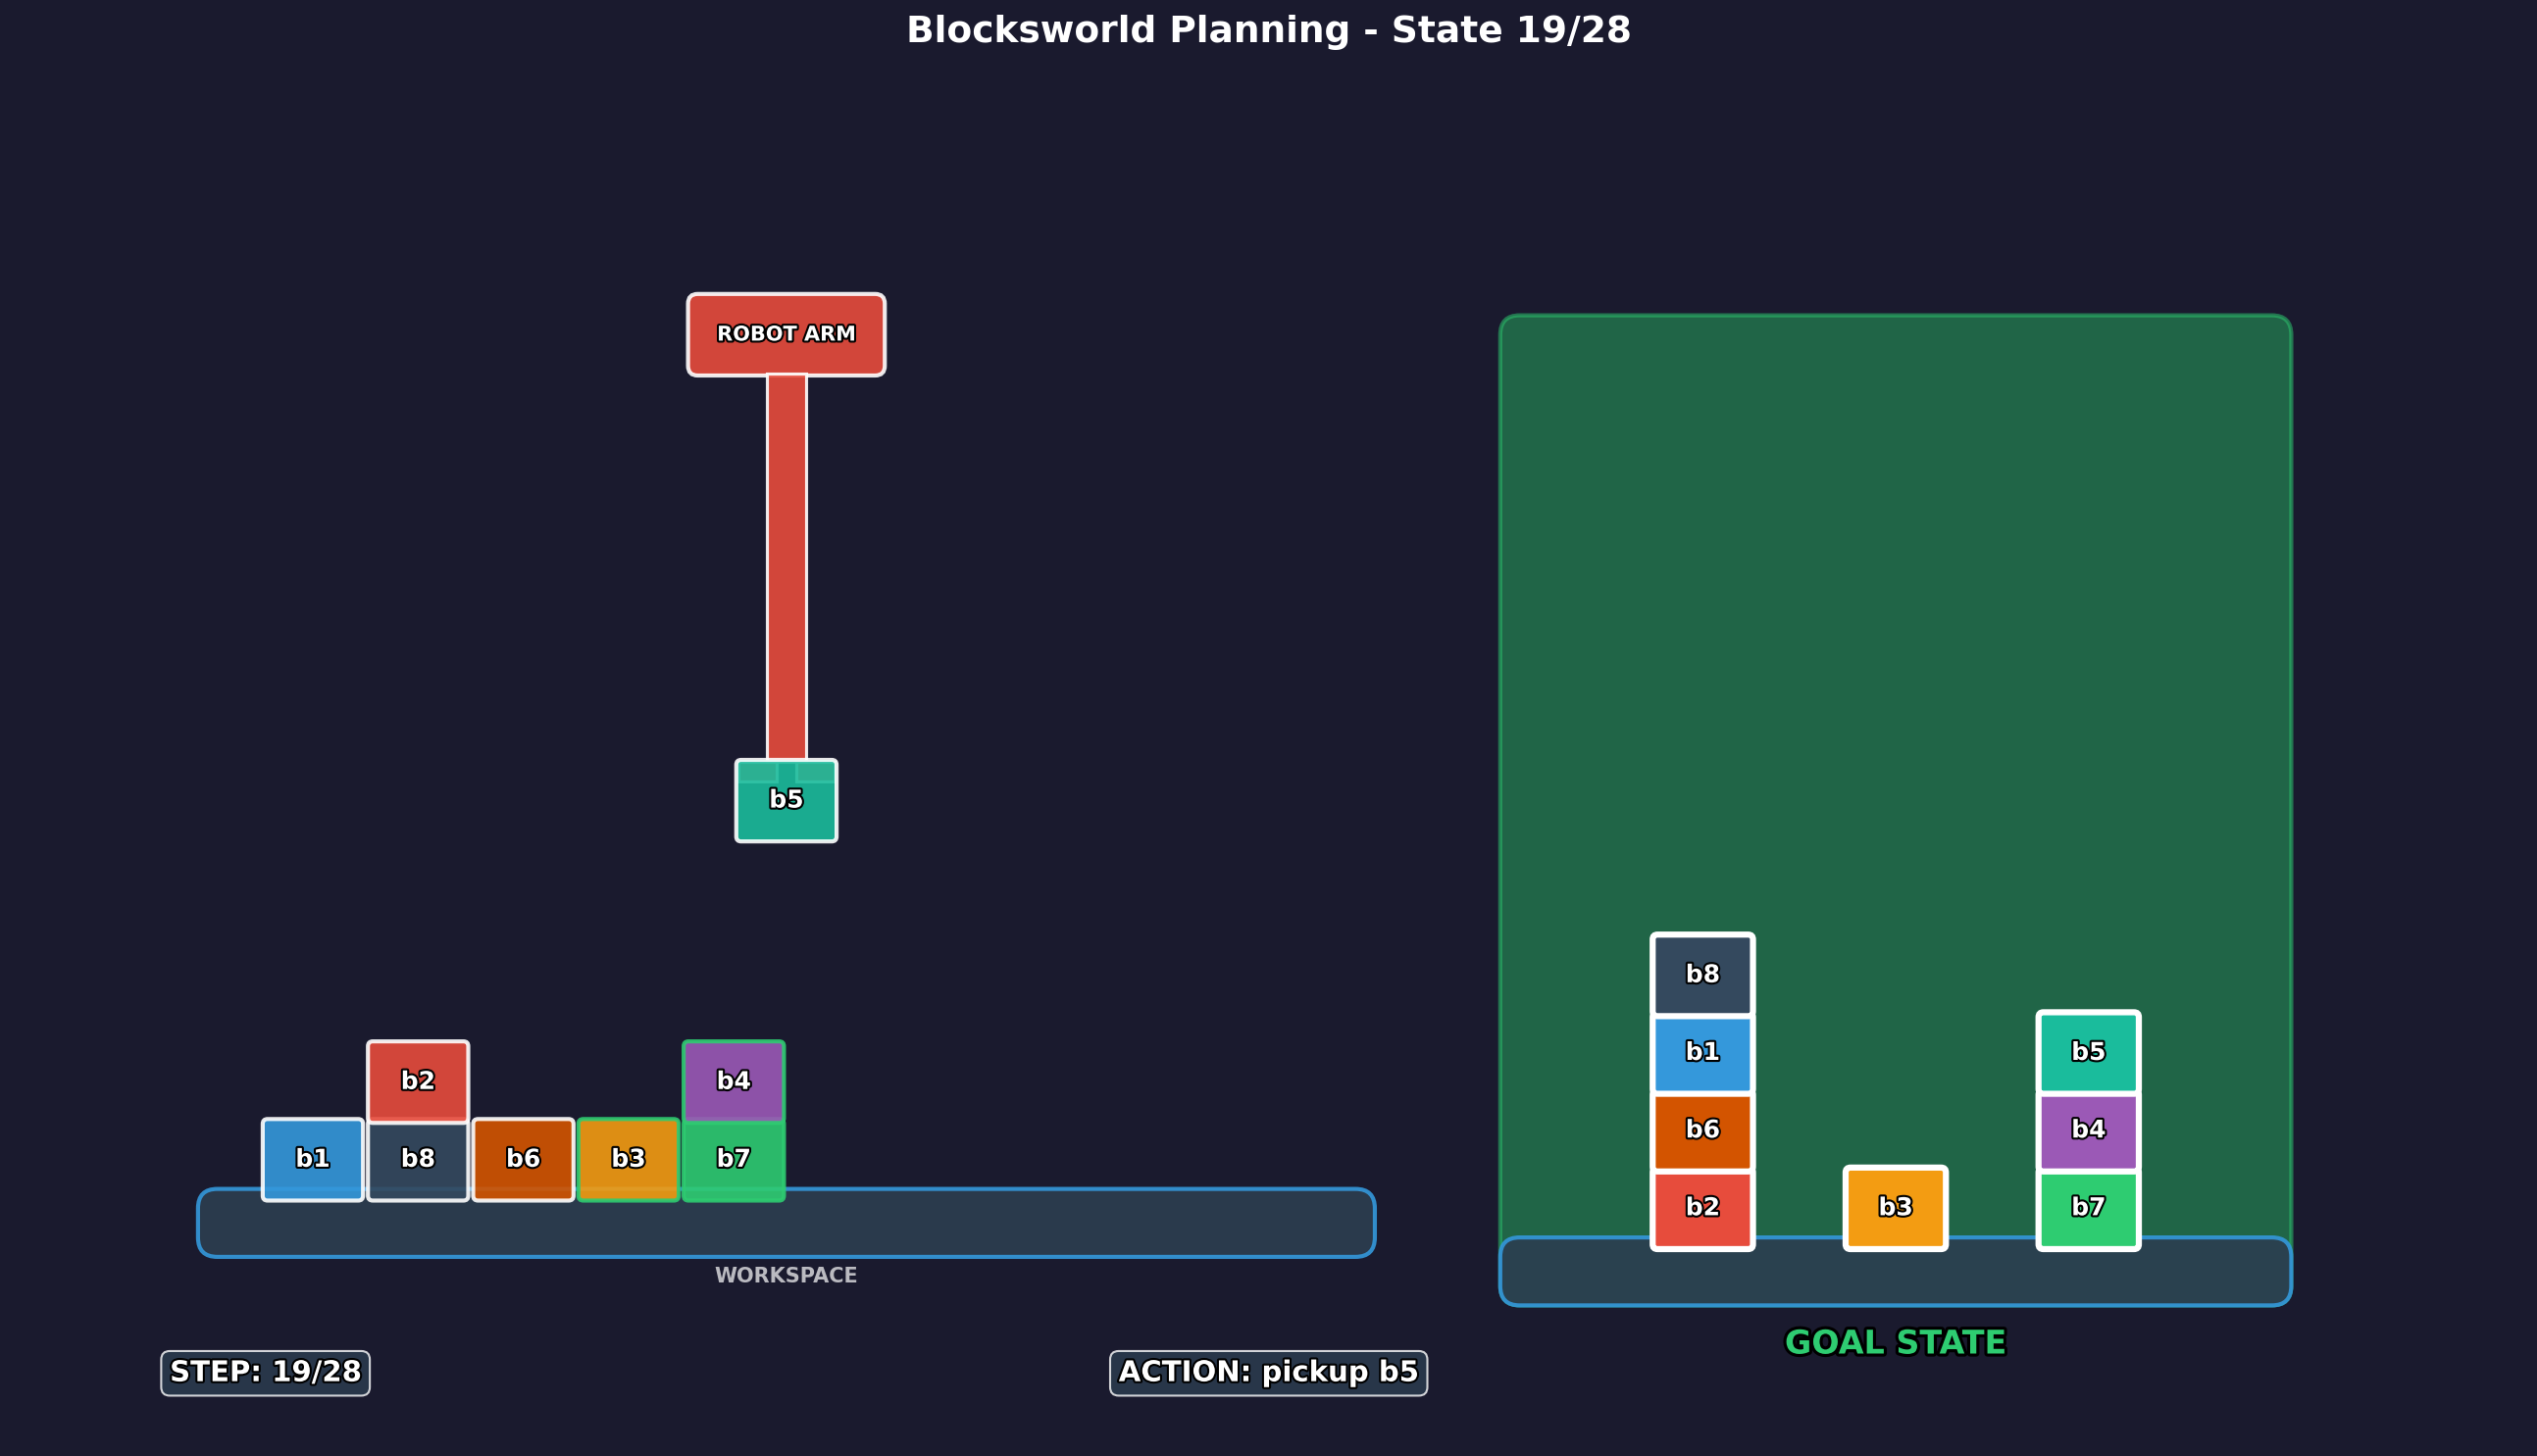 Blocksworld Planning - State 19/28
ROBOT ARM
b5
b2
b4
b1
b8
b6
b3
b7
WORKSPACE
b8
b1
b5
b6
b4
b2
b3
b7
GOAL STATE
STEP: 19/28
ACTION: pickup b5